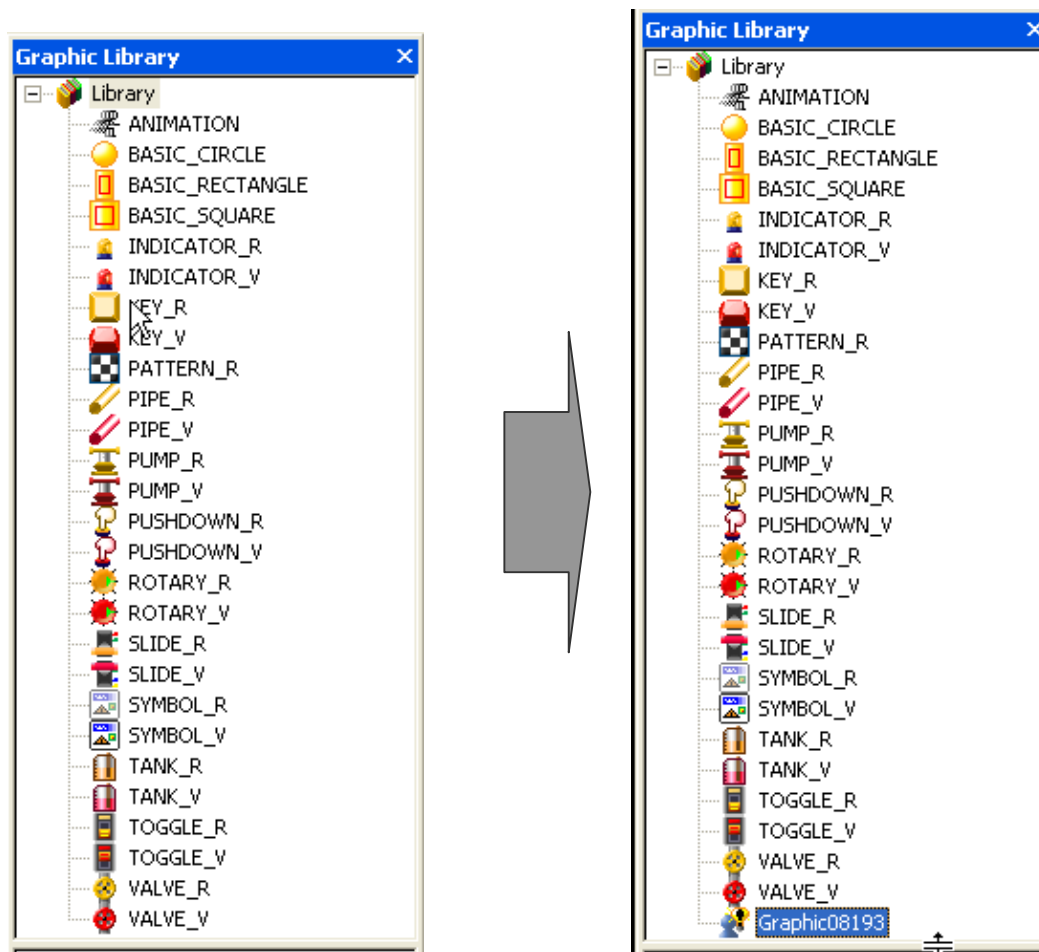 Graphic Library
Library
ANIMATION
BASIC_CIRCLE
BASIC_RECTANGLE
BASIC_SQUARE
INDICATOR_R
INDICATOR_V
KEY_R
KEY_V
PATTERN_R
PIPE_R
PIPE_V
PUMP_R
PUMP_V
PUSHDOWN_R
PUSHDOWN_V
ROTARY_R
ROTARY_V
SLIDE_R
SLIDE_V
SYMBOL_R
SYMBOL_V
TANK_R
TANK_V
TOGGLE_R
TOGGLE_V
VALVE_R
VALVE_V
Graphic Library
Library
ANIMATION
BASIC_CIRCLE
BASIC_RECTANGLE
BASIC_SQUARE
INDICATOR_R
INDICATOR_V
KEY_R
KEY_V
PATTERN_R
PIPE_R
PIPE_V
PUMP_R
PUMP_V
PUSHDOWN_R
PUSHDOWN_V
ROTARY_R
ROTARY_V
SLIDE_R
SLIDE_V
SYMBOL_R
SYMBOL_V
TANK_R
TANK_V
TOGGLE_R
TOGGLE_V
VALVE_R
VALVE_V
Graphic08193